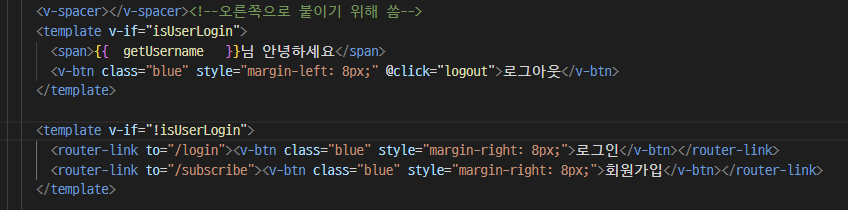 <v-spacer></v-spacer><!--오른쪽으로 붙이기 위해 씀-->
<template v-if="isUserLogin">
<span>{{  getUsername   }}님 안녕하세요</span>
<v-btn class="blue" style="margin-left: 8px;" @click="logout">로그아웃</v-btn>
</template>
<template v-if="!isUserLogin">
<router-link to="/login"><v-btn class="blue" style="margin-right: 8px;">로그인</v-btn></router-link>
<router-link to="/subscribe"><v-btn class="blue" style="margin-right: 8px;">회원가입</v-btn></router-link>
</template>